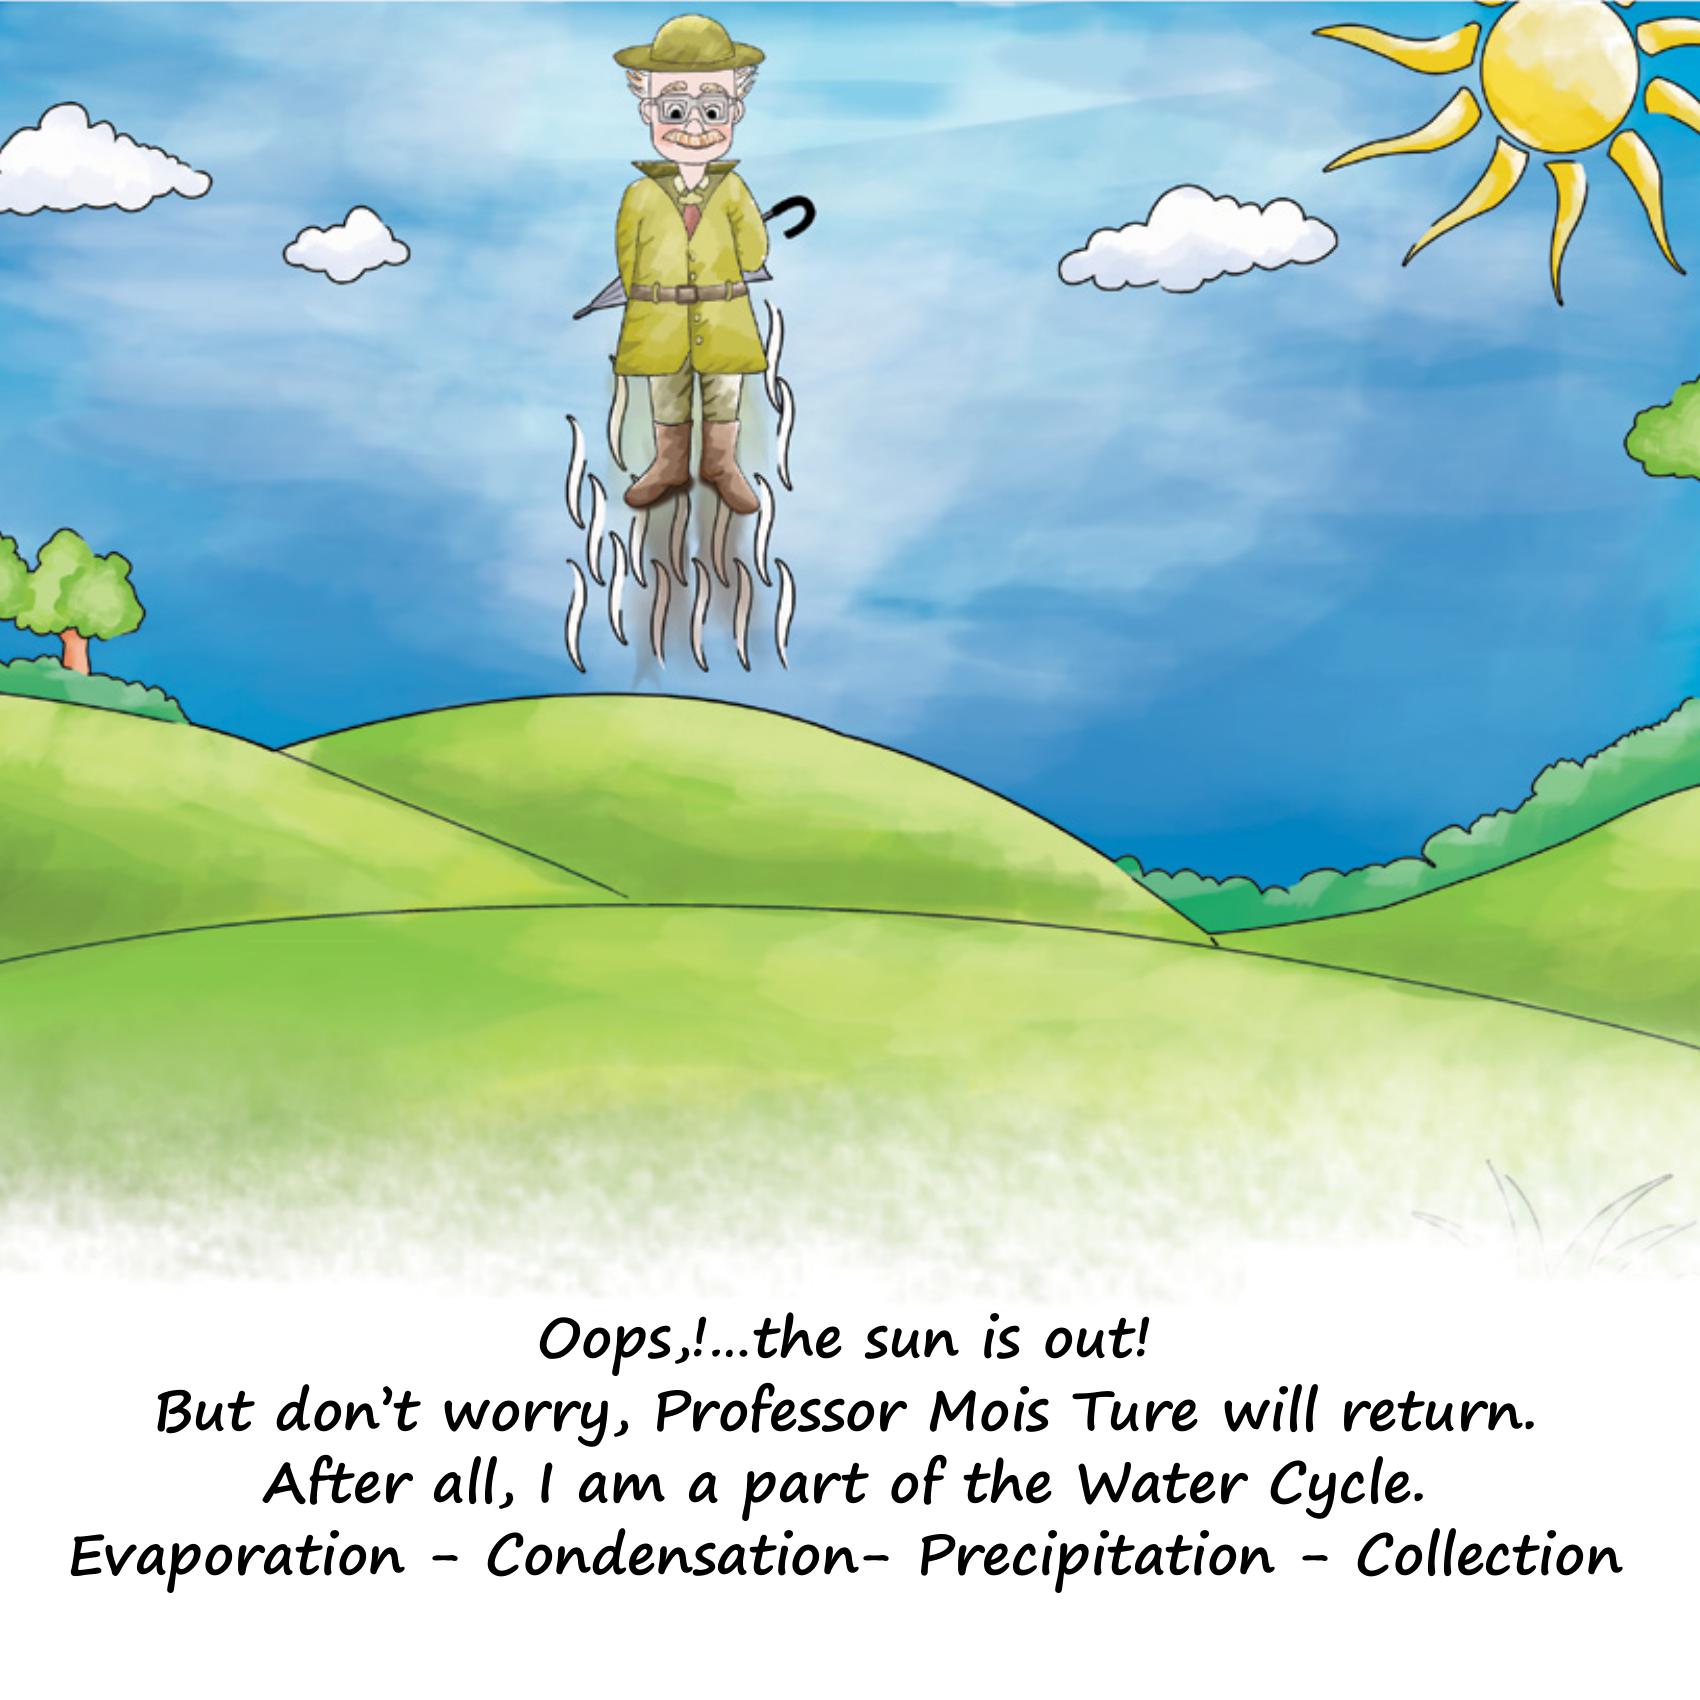 Oops,!...the sun is out!
But don’t worry, Professor Mois Ture will return.
After all, I am a part of the Water Cycle.
Evaporation - Condensation- Precipitation - Collection